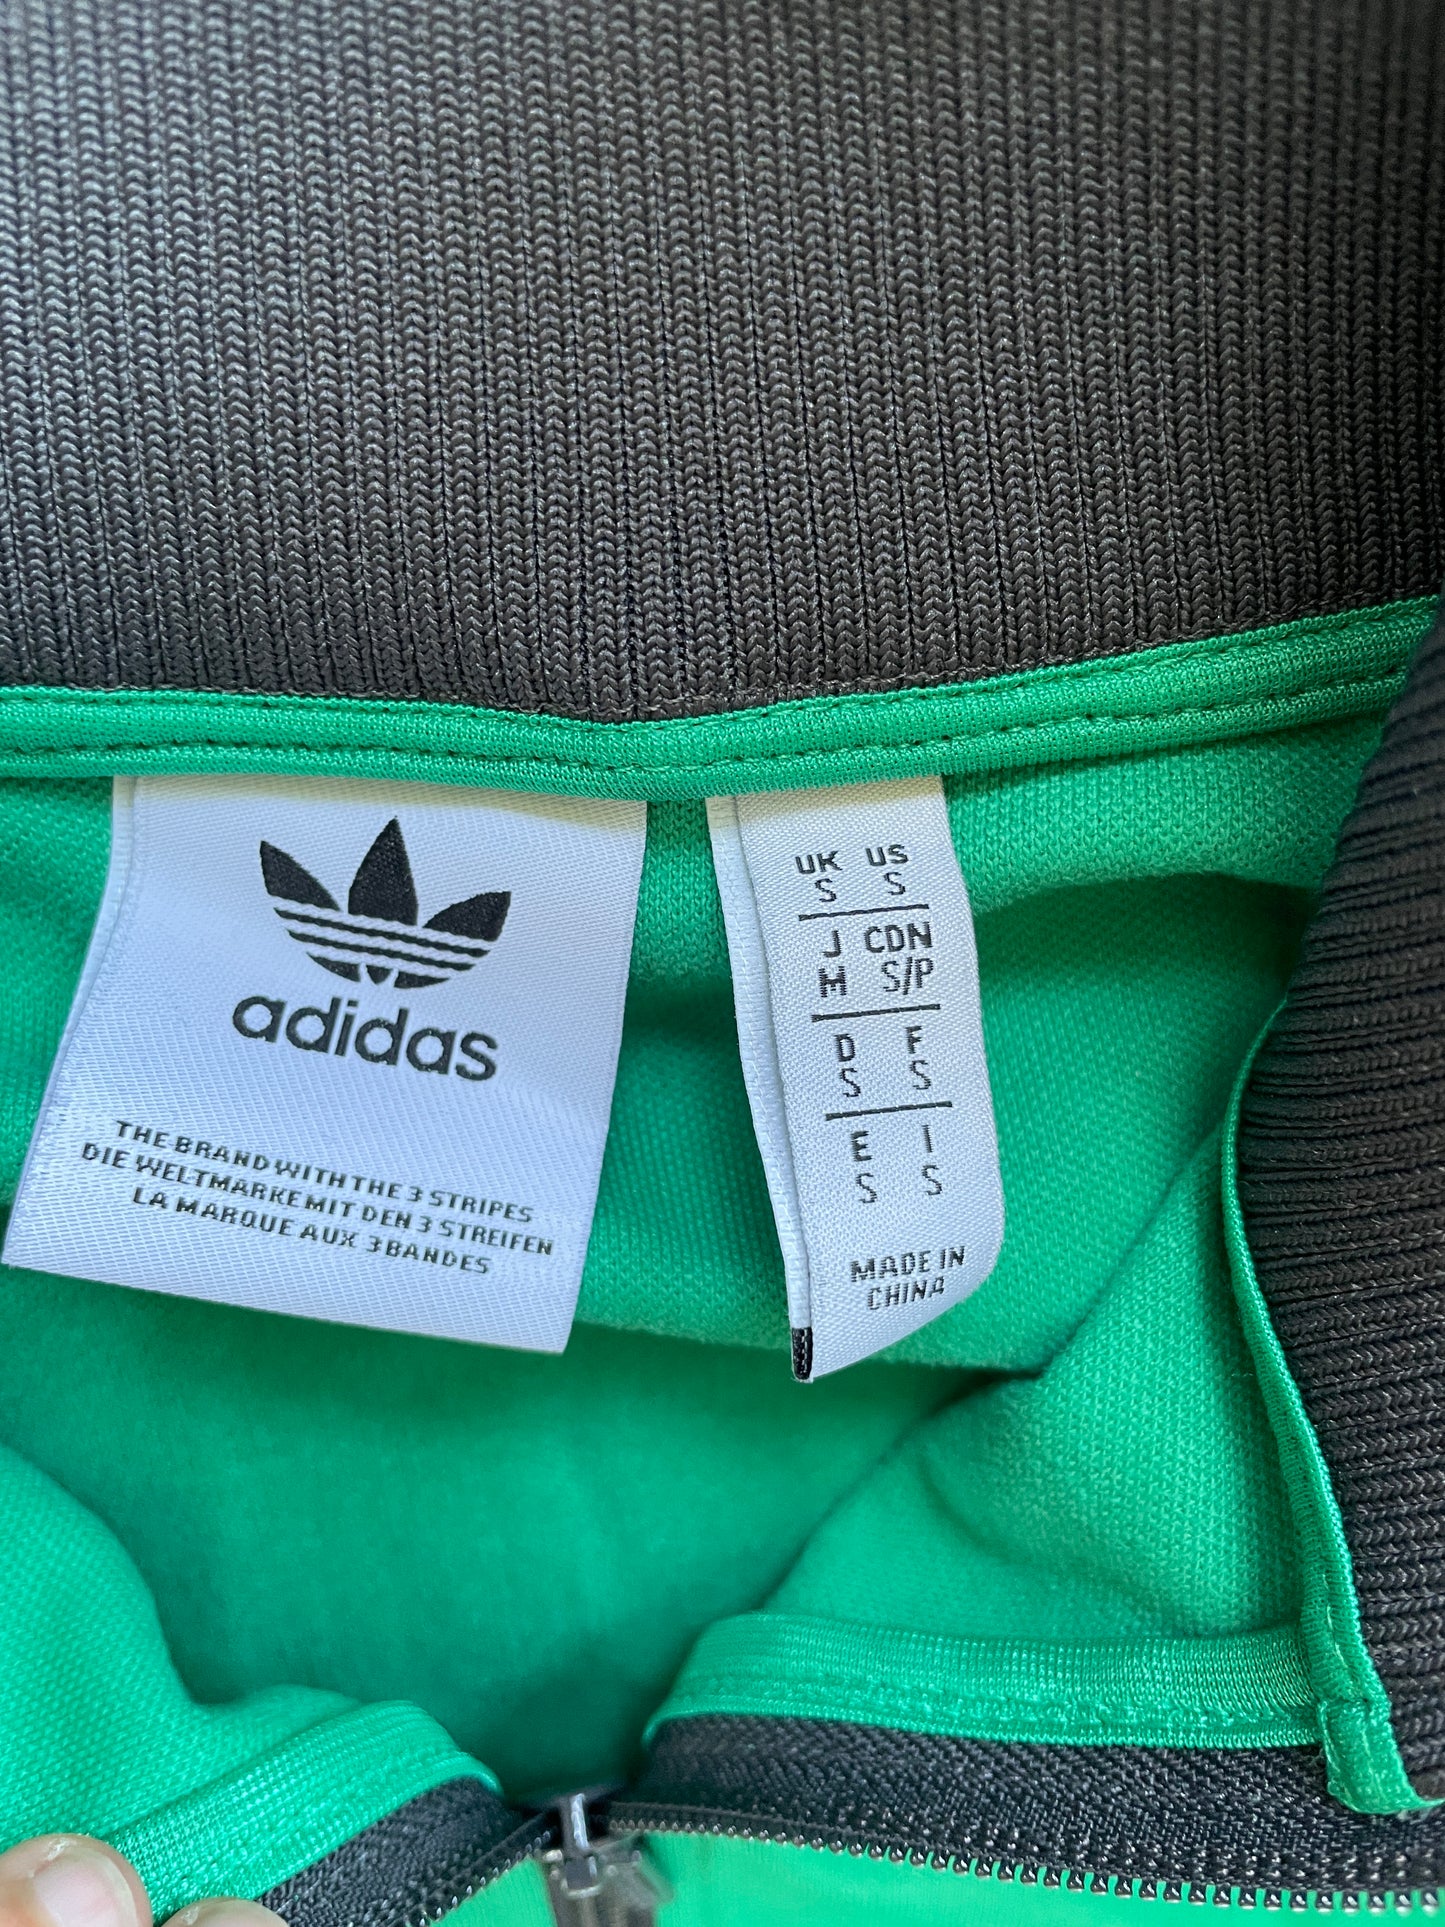 adidas
THE BRAND WITH THE 3 STRIPES
DIE WELTMARKE MIT DEN 3 STREIFEN
LA MARQUE AUX 3 BANDES
UK US
S S
J CDN
M S/P
D F
S S
E I
S S
MADE IN
CHINA